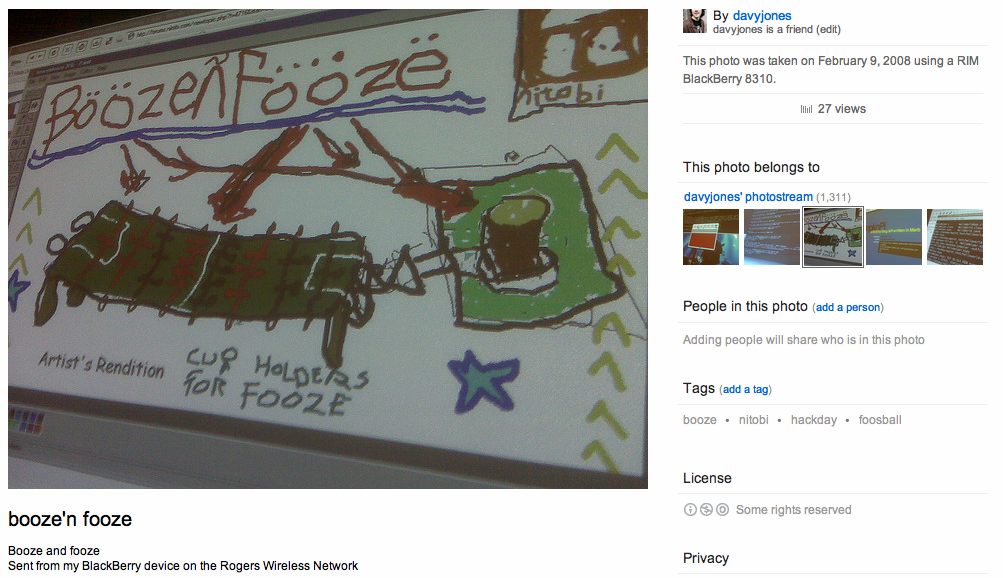 BöözeñFööze
nitobi
Artist's Rendition
CUP HOLDERS
FOR FOOZE
booze'n fooze
Booze and fooze
Sent from my BlackBerry device on the Rogers Wireless Network
By davyjones
davyjones is a friend (edit)
This photo was taken on February 9, 2008 using a RIM
BlackBerry 8310.
27 views
This photo belongs to
davyjones' photostream (1,311)
People in this photo (add a person)
Adding people will share who is in this photo
Tags (add a tag)
booze • nitobi • hackday • foosball
License
Some rights reserved
Privacy